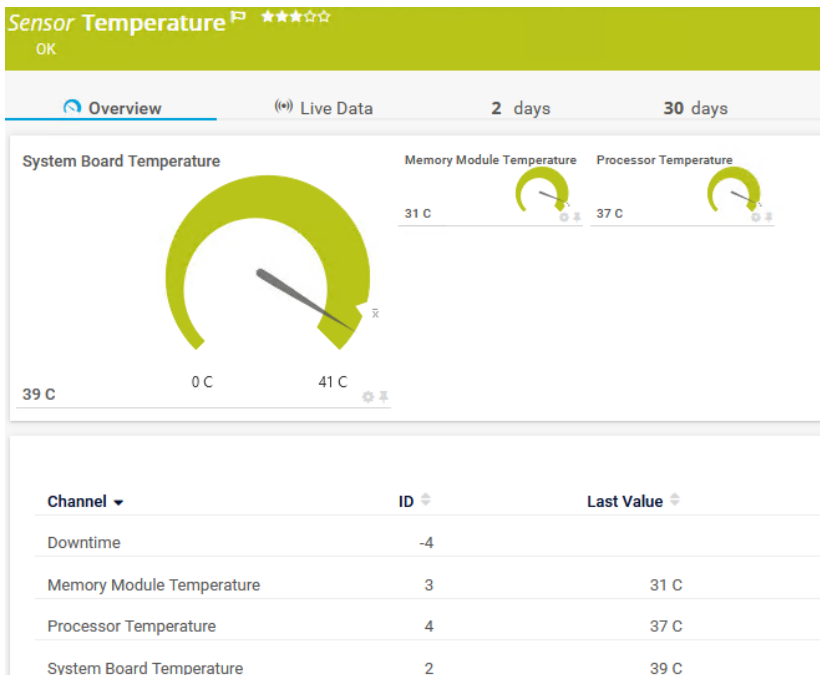 Sensor Temperature
OK
Overview
Live Data
2 days
30 days
System Board Temperature
Memory Module Temperature
Processor Temperature
31 C
37 C
x̄
0 C
41 C
39 C
Channel
ID
Last Value
Downtime
-4
Memory Module Temperature
3
31 C
Processor Temperature
4
37 C
System Board Temperature
2
39 C